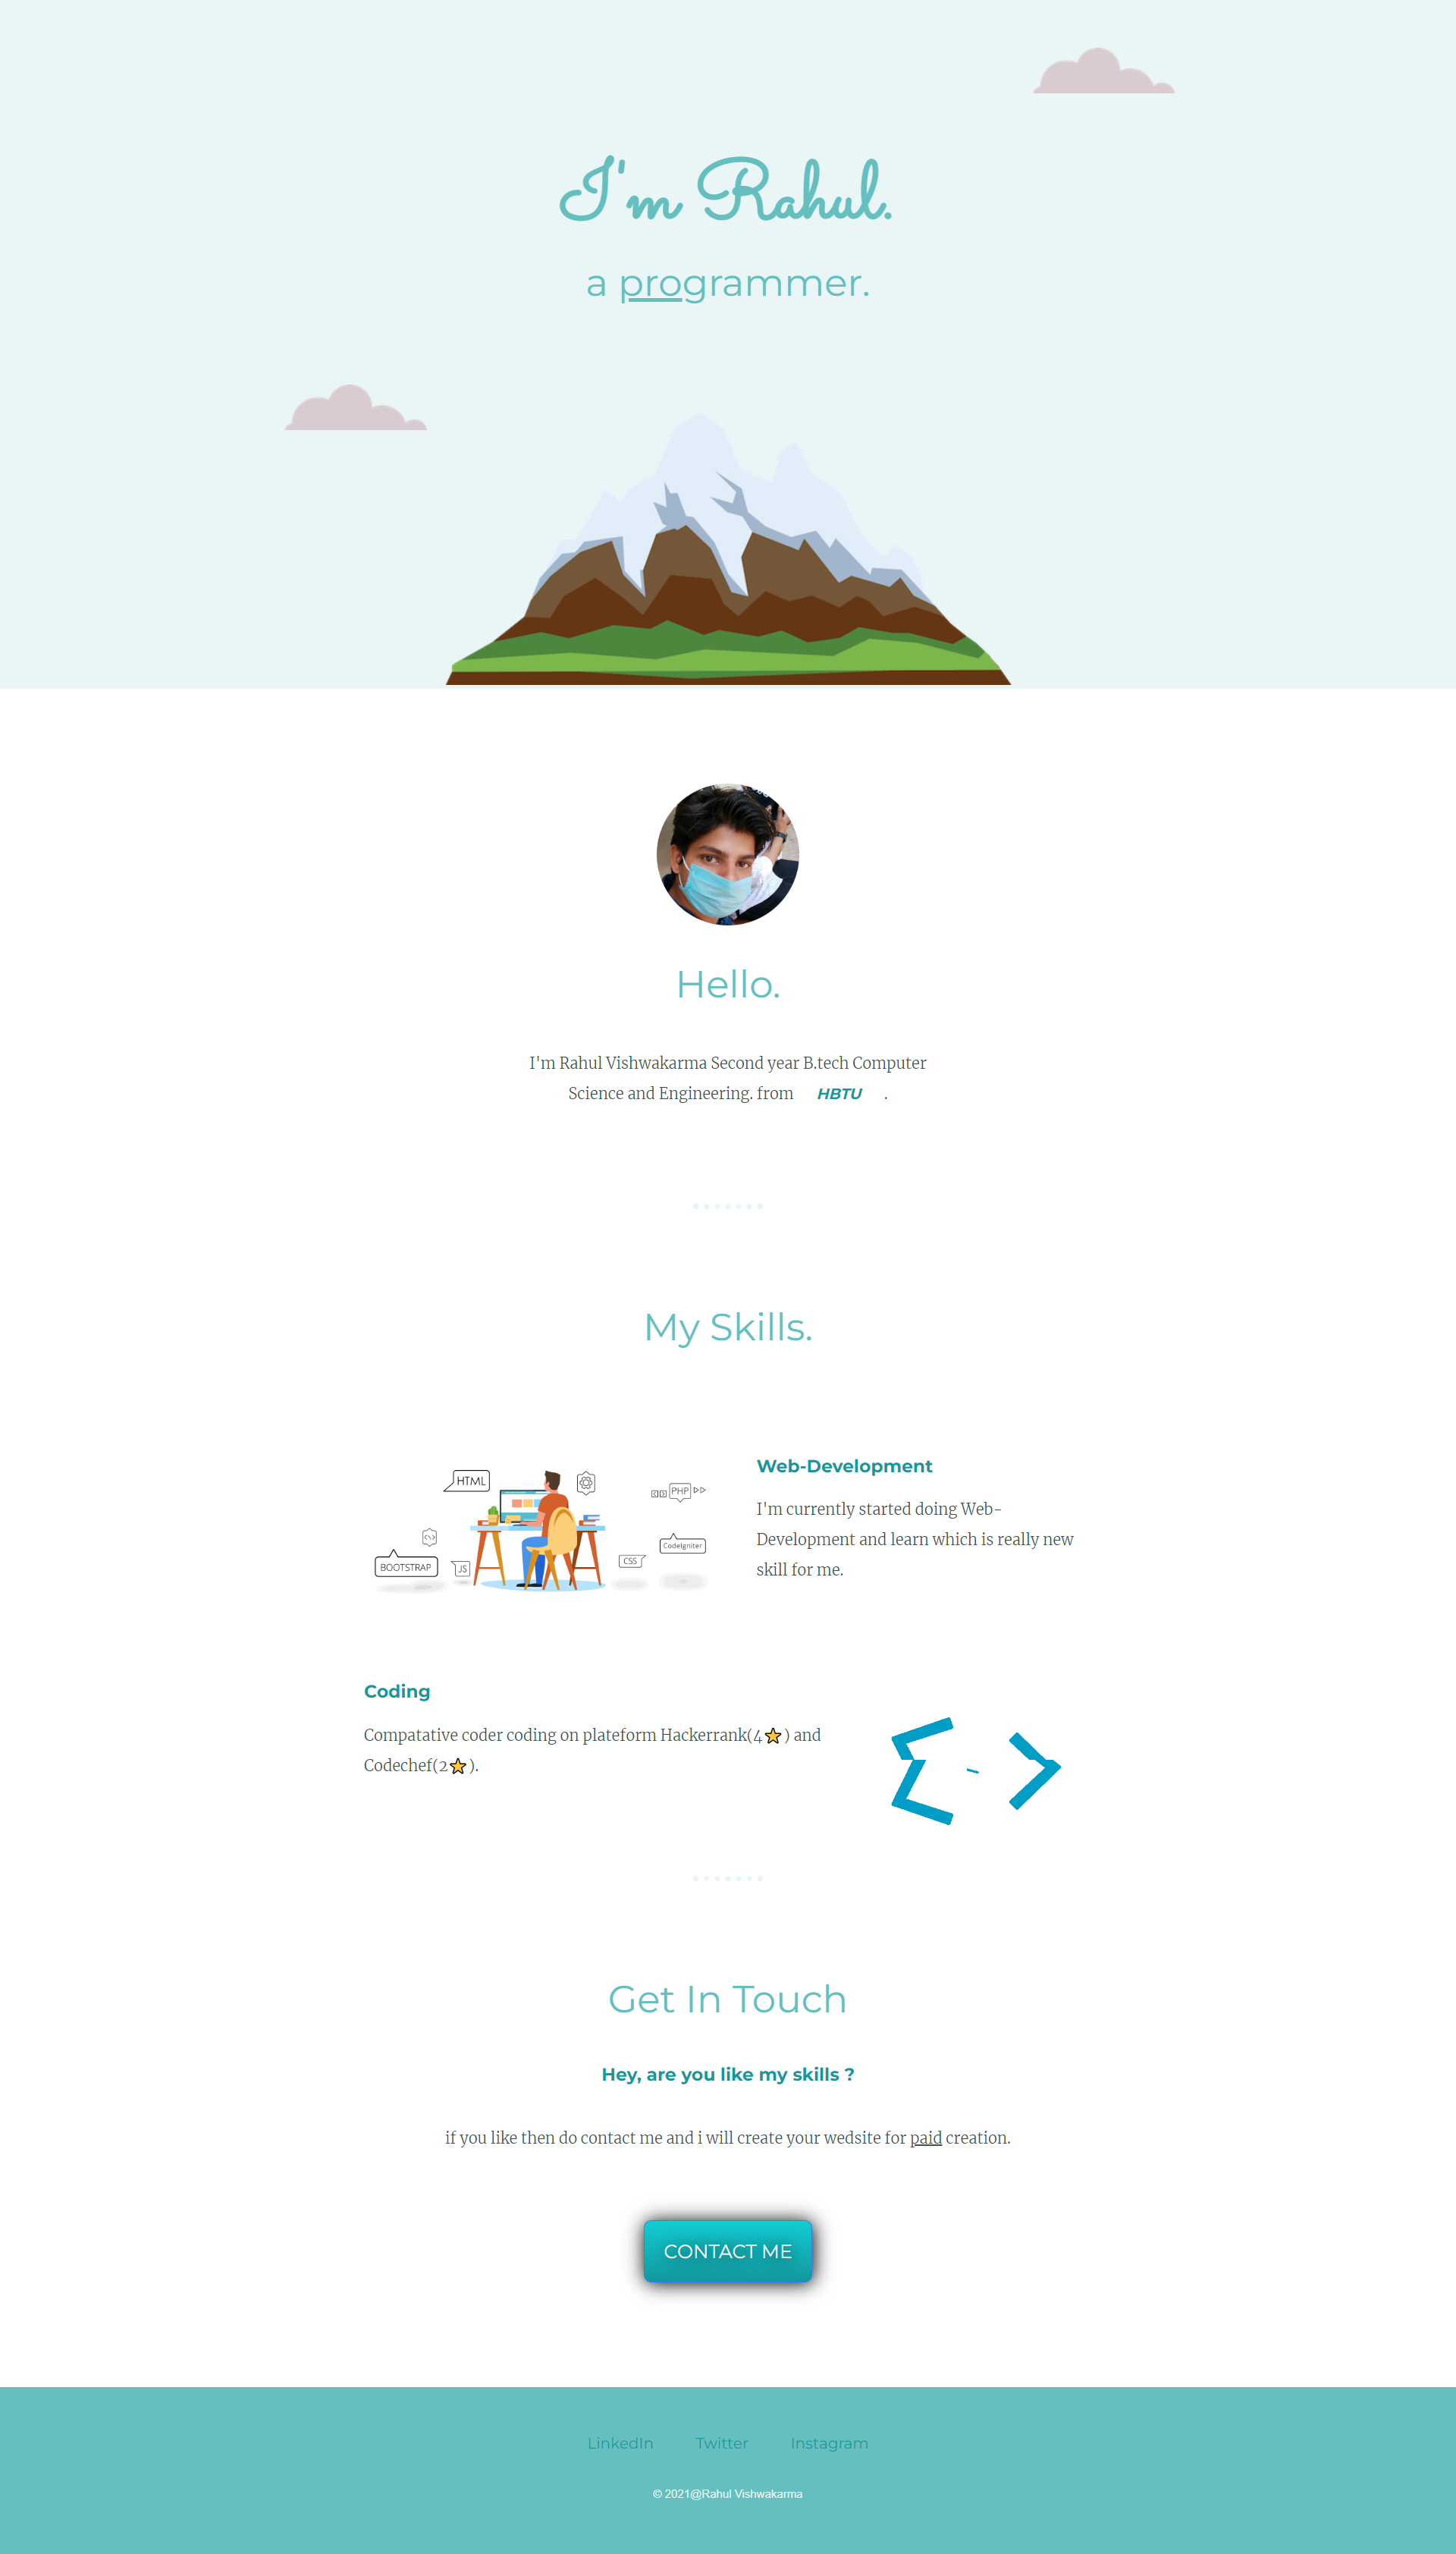 I'm Rahul.
a programmer.
Hello.
I'm Rahul Vishwakarma Second year B.tech Computer
Science and Engineering. from HBTU .
My Skills.
HTML
PHP
CodeIgniter
BOOTSTRAP
JS
CSS
Web-Development
I'm currently started doing Web-
Development and learn which is really new
skill for me.
Coding
Compatative coder coding on plateform Hackerrank(4⭐) and
Codechef(2⭐).
Get In Touch
Hey, are you like my skills ?
if you like then do contact me and i will create your wedsite for paid creation.
CONTACT ME
LinkedIn Twitter Instagram
© 2021@Rahul Vishwakarma